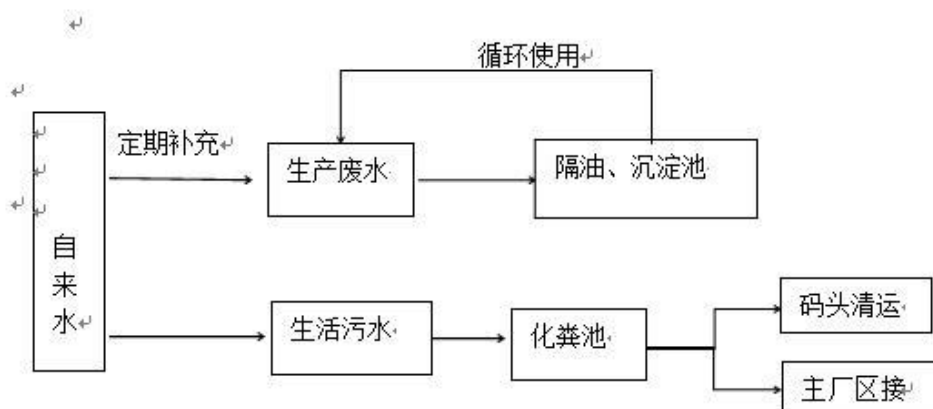 循环使用
定期补充
生产废水
隔油、沉淀池
自来水
生活污水
化粪池
码头清运
主厂区接